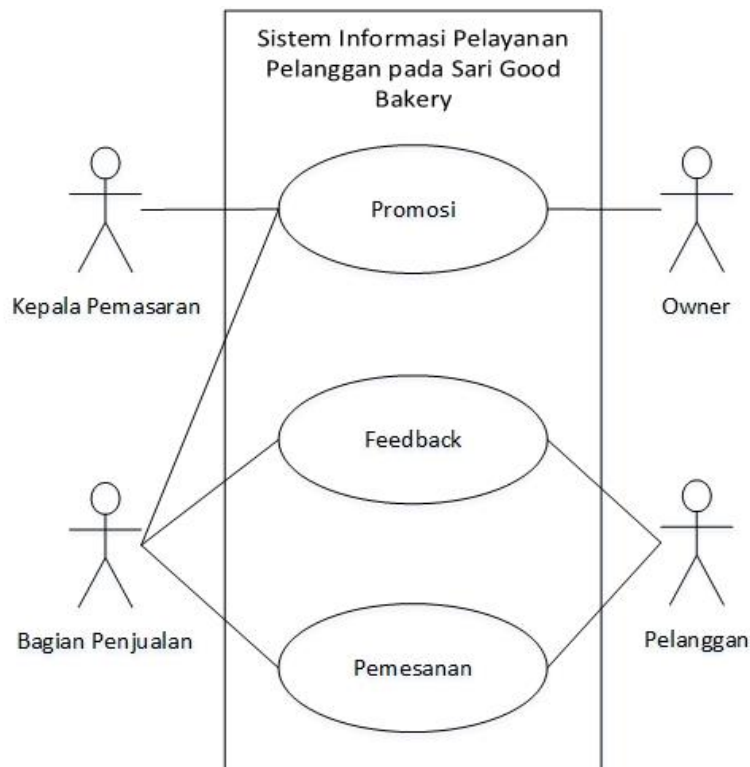 Sistem Informasi Pelayanan
Pelanggan pada Sari Good
Bakery
Promosi
Kepala Pemasaran
Owner
Feedback
Bagian Penjualan
Pelanggan
Pemesanan